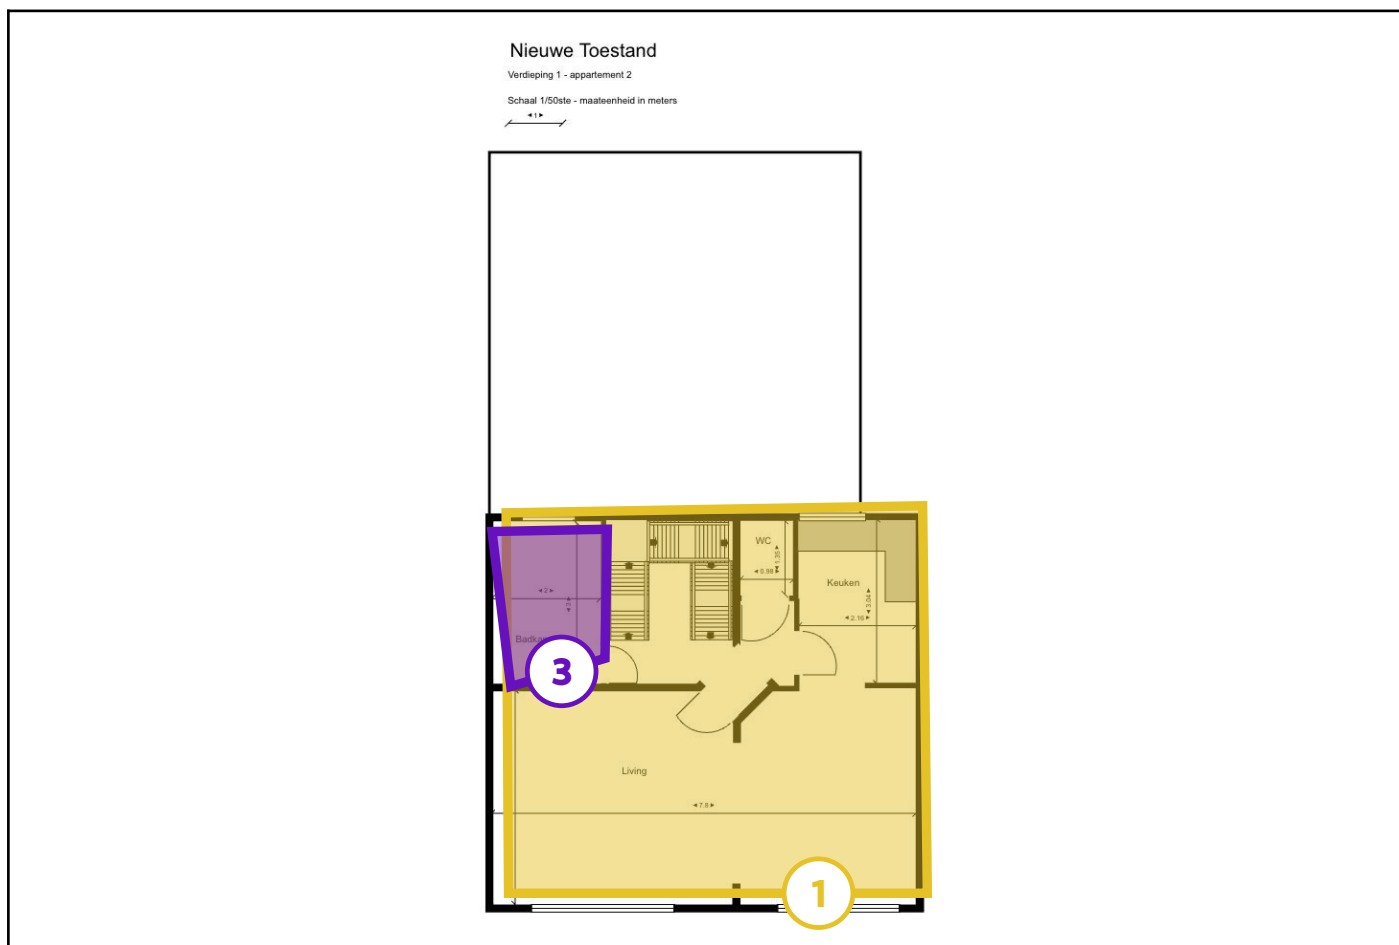 Nieuwe Toestand
Verdieping 1 - appartement 2
Schaal 1/50ste - maateenheid in meters
1
WC
1.35
0.98
Keuken
3.04
2.16
2
3
3
Living
7.8
1